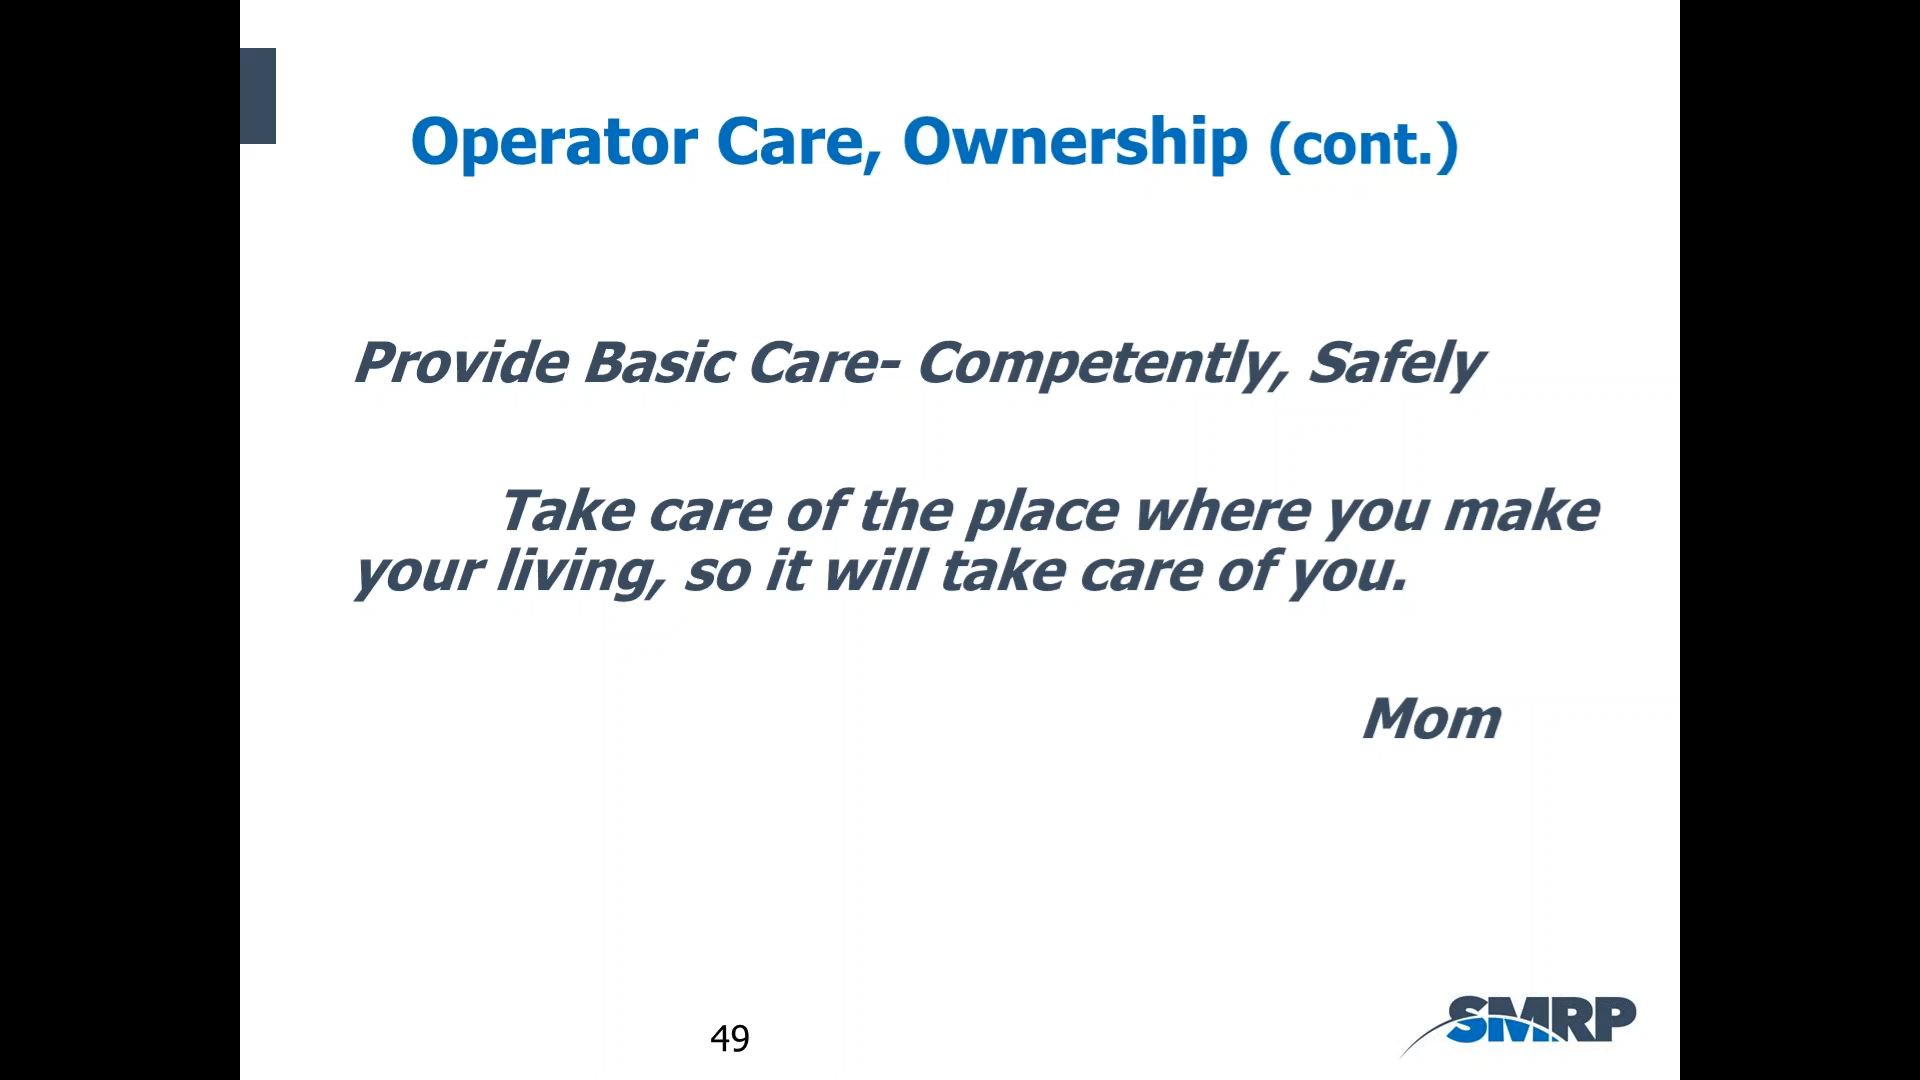 Operator Care, Ownership (cont.)
Provide Basic Care- Competently, Safely
Take care of the place where you make
your living, so it will take care of you.
Mom
49
SMRP